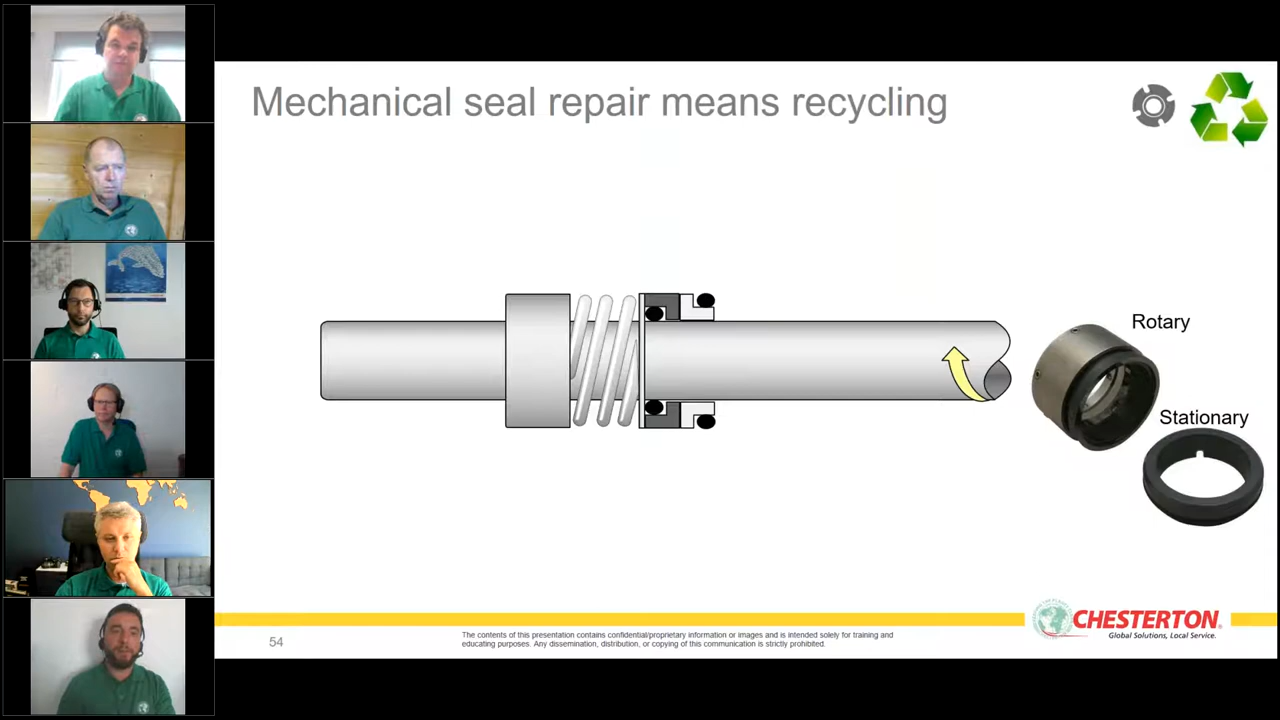 Mechanical seal repair means recycling
Rotary
Stationary
54
The contents of this presentation contains confidential/proprietary information or images and is intended solely for training and
educating purposes. Any dissemination, distribution, or copying of this communication is strictly prohibited.
CHESTERTON®
Global Solutions, Local Service.